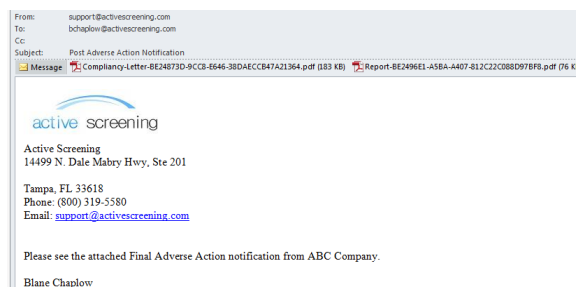 From: support@activescreening.com
To: bchaplow@activescreening.com
Cc:
Subject: Post Adverse Action Notification
Message Compliancy-Letter-BE24873D-9CC8-E646-38DAECCB47A21364.pdf (183 KB) Report-BE2496E1-A5BA-A407-812C22C088D97BF8.pdf (76 K
active screening
Active Screening
14499 N. Dale Mabry Hwy, Ste 201
Tampa, FL 33618
Phone: (800) 319-5580
Email: support@activescreening.com
Please see the attached Final Adverse Action notification from ABC Company.
Blane Chaplow